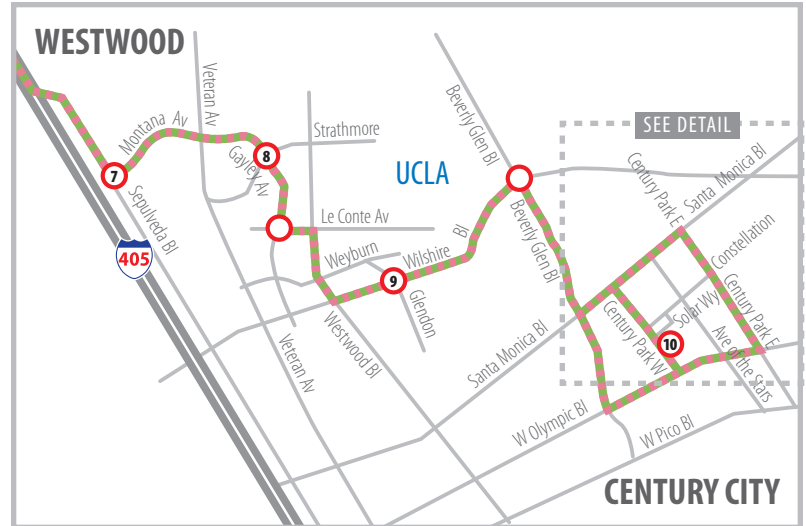 WESTWOOD
Veteran Av
Montana Av
7
8
Gayley Av
Strathmore
Beverly Glen Bl
SEE DETAIL
UCLA
Century Park E
Santa Monica Bl
Sepulveda Bl
405
Le Conte Av
Weyburn
Wilshire Bl
Beverly Glen Bl
Constellation
9
Glendon
Solar Wy
Century Park E
10
Century Park W
Ave of the Stars
Veteran Av
Westwood Bl
Santa Monica Bl
W Olympic Bl
W Pico Bl
CENTURY CITY